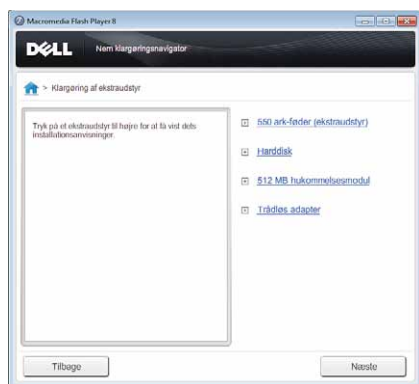 Macromedia Flash Player 8
DELL Nem klargøringsnavigator
> Klargøring af ekstraudstyr
Tryk på et ekstraudstyr til højre for at få vist dets
installationsanvisninger.
550 ark-føder (ekstraudstyr)
Harddisk
512 MB hukommelsesmodul
Trådløs adapter
Tilbage
Næste